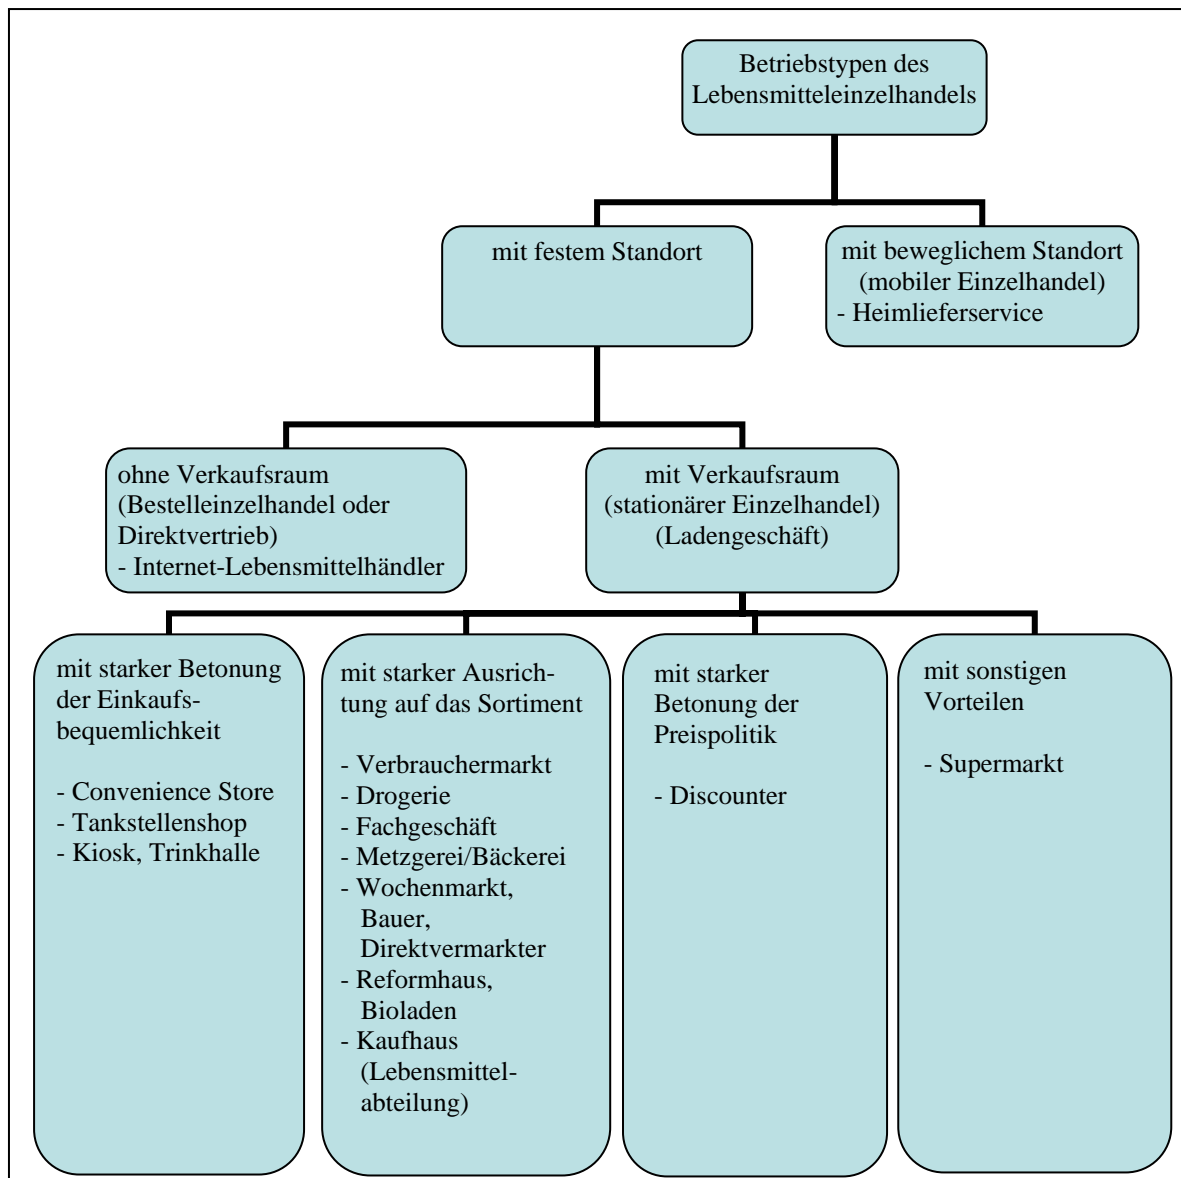 Betriebstypen des
Lebensmitteleinzelhandels
mit festem Standort
mit beweglichem Standort
(mobiler Einzelhandel)
- Heimlieferservice
ohne Verkaufsraum
(Bestelleinzelhandel oder
Direktvertrieb)
- Internet-Lebensmittelhändler
mit Verkaufsraum
(stationärer Einzelhandel)
(Ladengeschäft)
mit starker Betonung
der Einkaufs-
bequemlichkeit
- Convenience Store
- Tankstellenshop
- Kiosk, Trinkhalle
mit starker Ausrich-
tung auf das Sortiment
- Verbrauchermarkt
- Drogerie
- Fachgeschäft
- Metzgerei/Bäckerei
- Wochenmarkt,
Bauer,
Direktvermarkter
- Reformhaus,
Bioladen
- Kaufhaus
(Lebensmittel-
abteilung)
mit starker
Betonung der
Preispolitik
- Discounter
mit sonstigen
Vorteilen
- Supermarkt